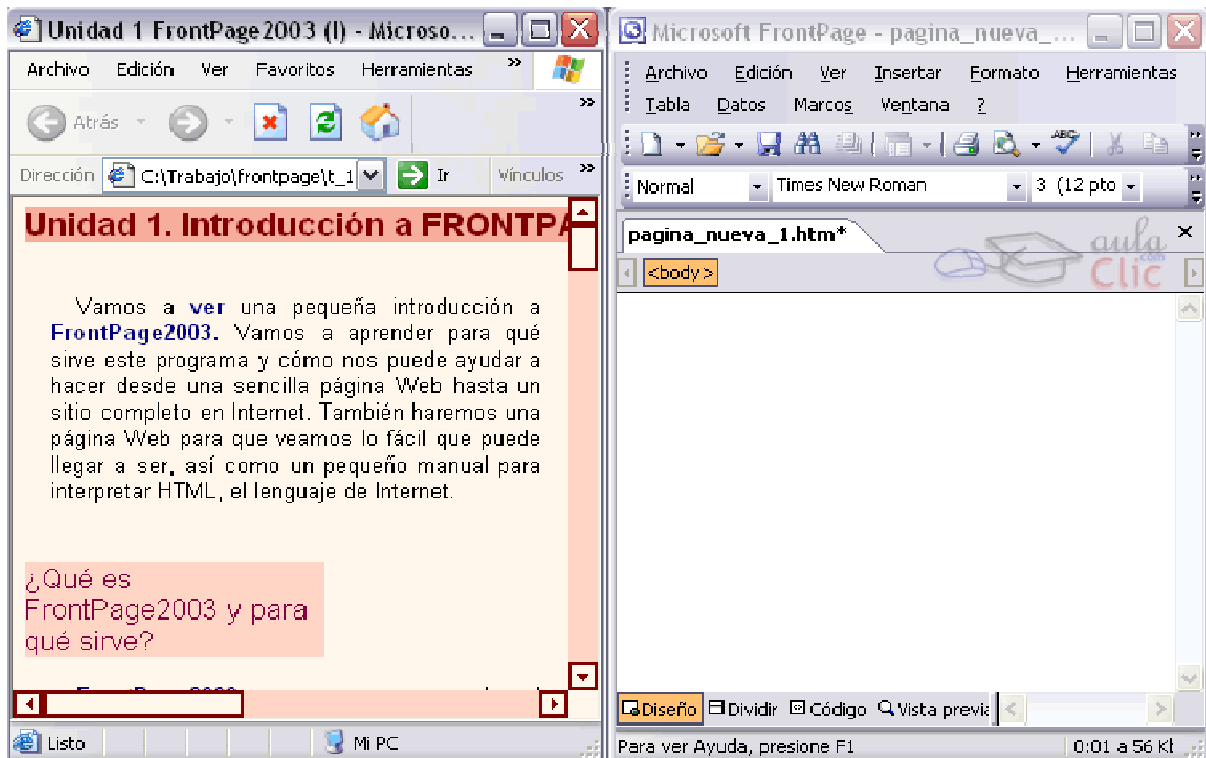 Unidad 1 FrontPage2003 (I) - Microso...
Archivo Edición Ver Favoritos Herramientas »
Atrás »
Dirección C:\Trabajo\frontpage\t_1 Ir Vínculos »
Unidad 1. Introducción a FRONTPA
Vamos a ver una pequeña introducción a
FrontPage2003. Vamos a aprender para qué
sirve este programa y cómo nos puede ayudar a
hacer desde una sencilla página Web hasta un
sitio completo en Internet. También haremos una
página Web para que veamos lo fácil que puede
llegar a ser, así como un pequeño manual para
interpretar HTML, el lenguaje de Internet.
¿Qué es
FrontPage2003 y para
qué sirve?
Listo Mi PC
Microsoft FrontPage - pagina_nueva_...
Archivo Edición Ver Insertar Formato Herramientas
Tabla Datos Marcos Ventana ?
ABC
Normal Times New Roman 3 (12 pto
pagina_nueva_1.htm*
aula
Clic
.com
<body>
Diseño Dividir Código Vista previa
Para ver Ayuda, presione F1 0:01 a 56 Kl